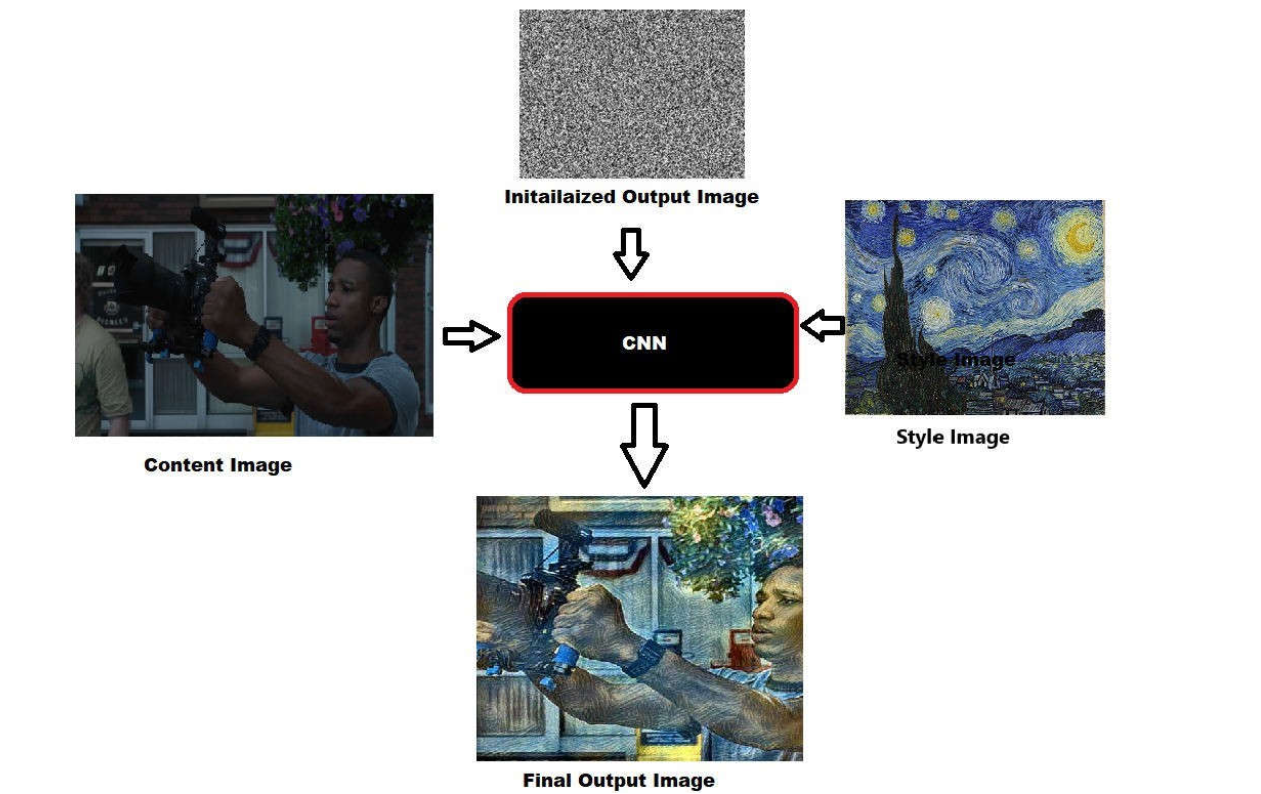 Initailaized Output Image
CNN
Style Image
Style Image
Content Image
Final Output Image